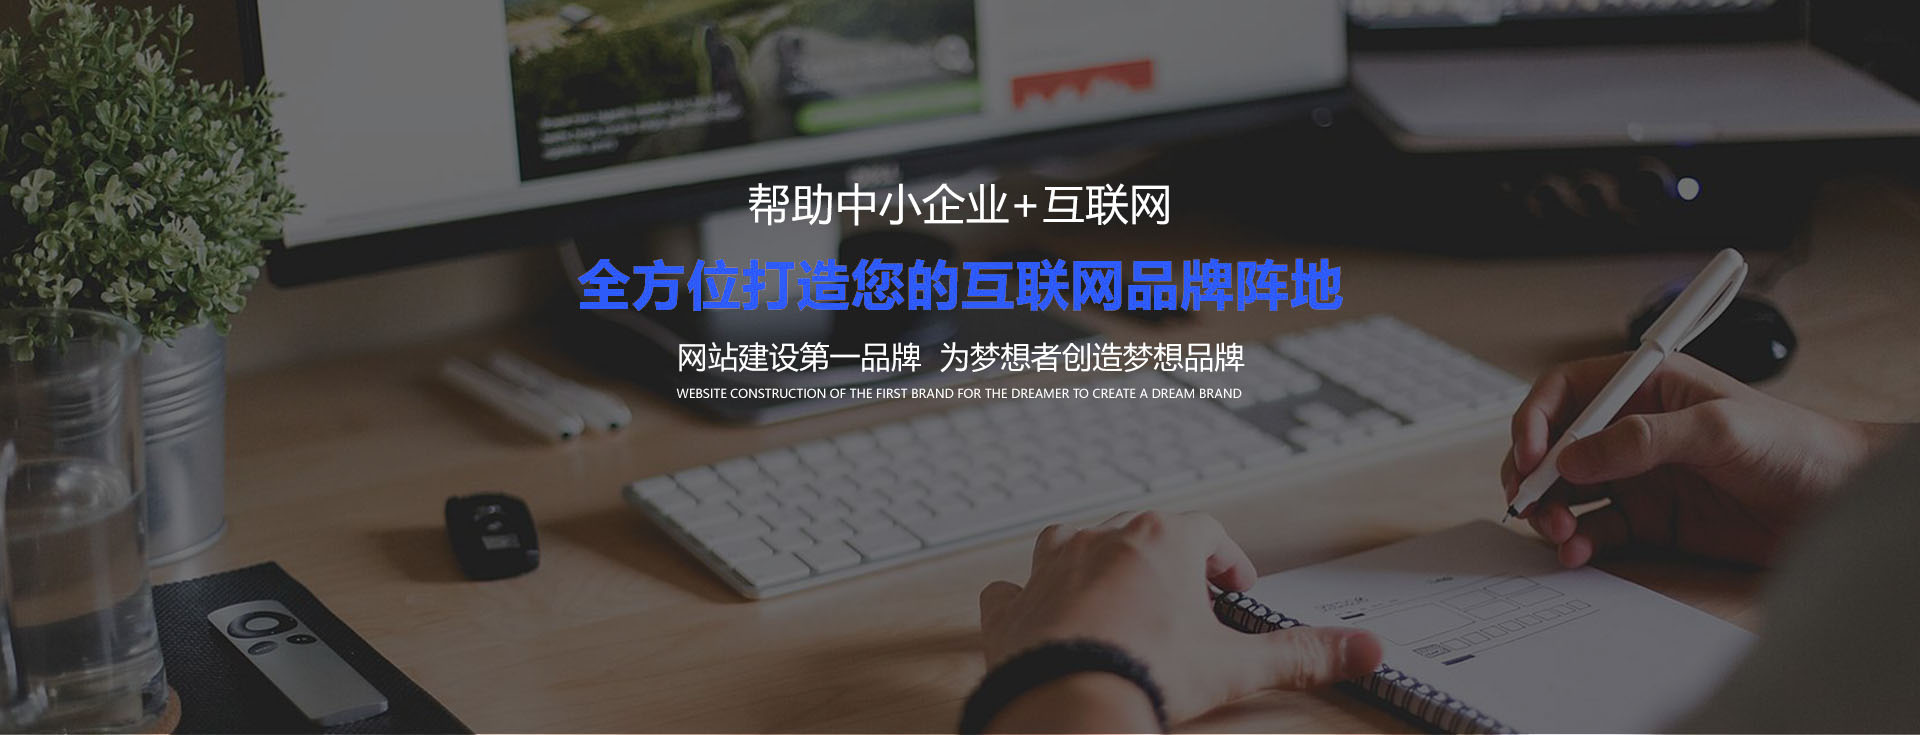 帮助中小企业+互联网
全方位打造您的互联网品牌阵地
网站建设第一品牌 为梦想者创造梦想品牌
WEBSITE CONSTRUCTION OF THE FIRST BRAND FOR THE DREAMER TO CREATE A DREAM BRAND